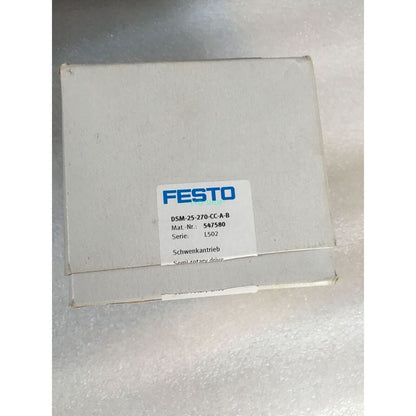 FESTO
DSM-25-270-CC-A-B
Mat.-Nr.: 547580
Serie: L502
Schwenkantrieb
Semi-rotary drive